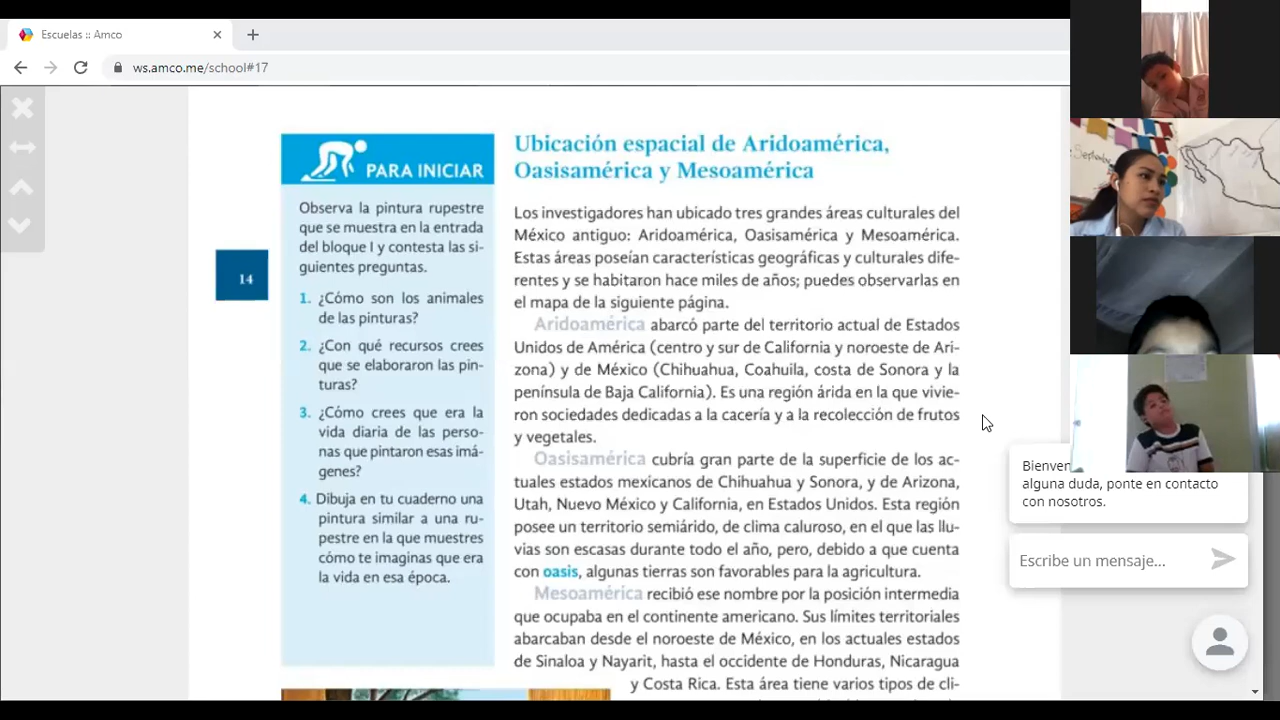 Escuelas :: Amco
ws.amco.me/school#17
PARA INICIAR
Observa la pintura rupestre
que se muestra en la entrada
del bloque I y contesta las si-
guientes preguntas.
1. ¿Cómo son los animales
de las pinturas?
2. ¿Con qué recursos crees
que se elaboraron las pin-
turas?
3. ¿Cómo crees que era la
vida diaria de las perso-
nas que pintaron esas imá-
genes?
4. Dibuja en tu cuaderno una
pintura similar a una ru-
pestre en la que muestres
cómo te imaginas que era
la vida en esa época.
14
Ubicación espacial de Aridoamérica,
Oasisamérica y Mesoamérica
Los investigadores han ubicado tres grandes áreas culturales del
México antiguo: Aridoamérica, Oasisamérica y Mesoamérica.
Estas áreas poseían características geográficas y culturales dife-
rentes y se habitaron hace miles de años; puedes observarlas en
el mapa de la siguiente página.
Aridoamérica abarcó parte del territorio actual de Estados
Unidos de América (centro y sur de California y noroeste de Ari-
zona) y de México (Chihuahua, Coahuila, costa de Sonora y la
península de Baja California). Es una región árida en la que vivie-
ron sociedades dedicadas a la cacería y a la recolección de frutos
y vegetales.
Oasisamérica cubría gran parte de la superficie de los ac-
tuales estados mexicanos de Chihuahua y Sonora, y de Arizona,
Utah, Nuevo México y California, en Estados Unidos. Esta región
posee un territorio semiárido, de clima caluroso, en el que las llu-
vias son escasas durante todo el año, pero, debido a que cuenta
con oasis, algunas tierras son favorables para la agricultura.
Mesoamérica recibió ese nombre por la posición intermedia
que ocupaba en el continente americano. Sus límites territoriales
abarcaban desde el noroeste de México, en los actuales estados
de Sinaloa y Nayarit, hasta el occidente de Honduras, Nicaragua
y Costa Rica. Esta área tiene varios tipos de cli-
Septiembre
Bienven
alguna duda, ponte en contacto
con nosotros.
Escribe un mensaje...